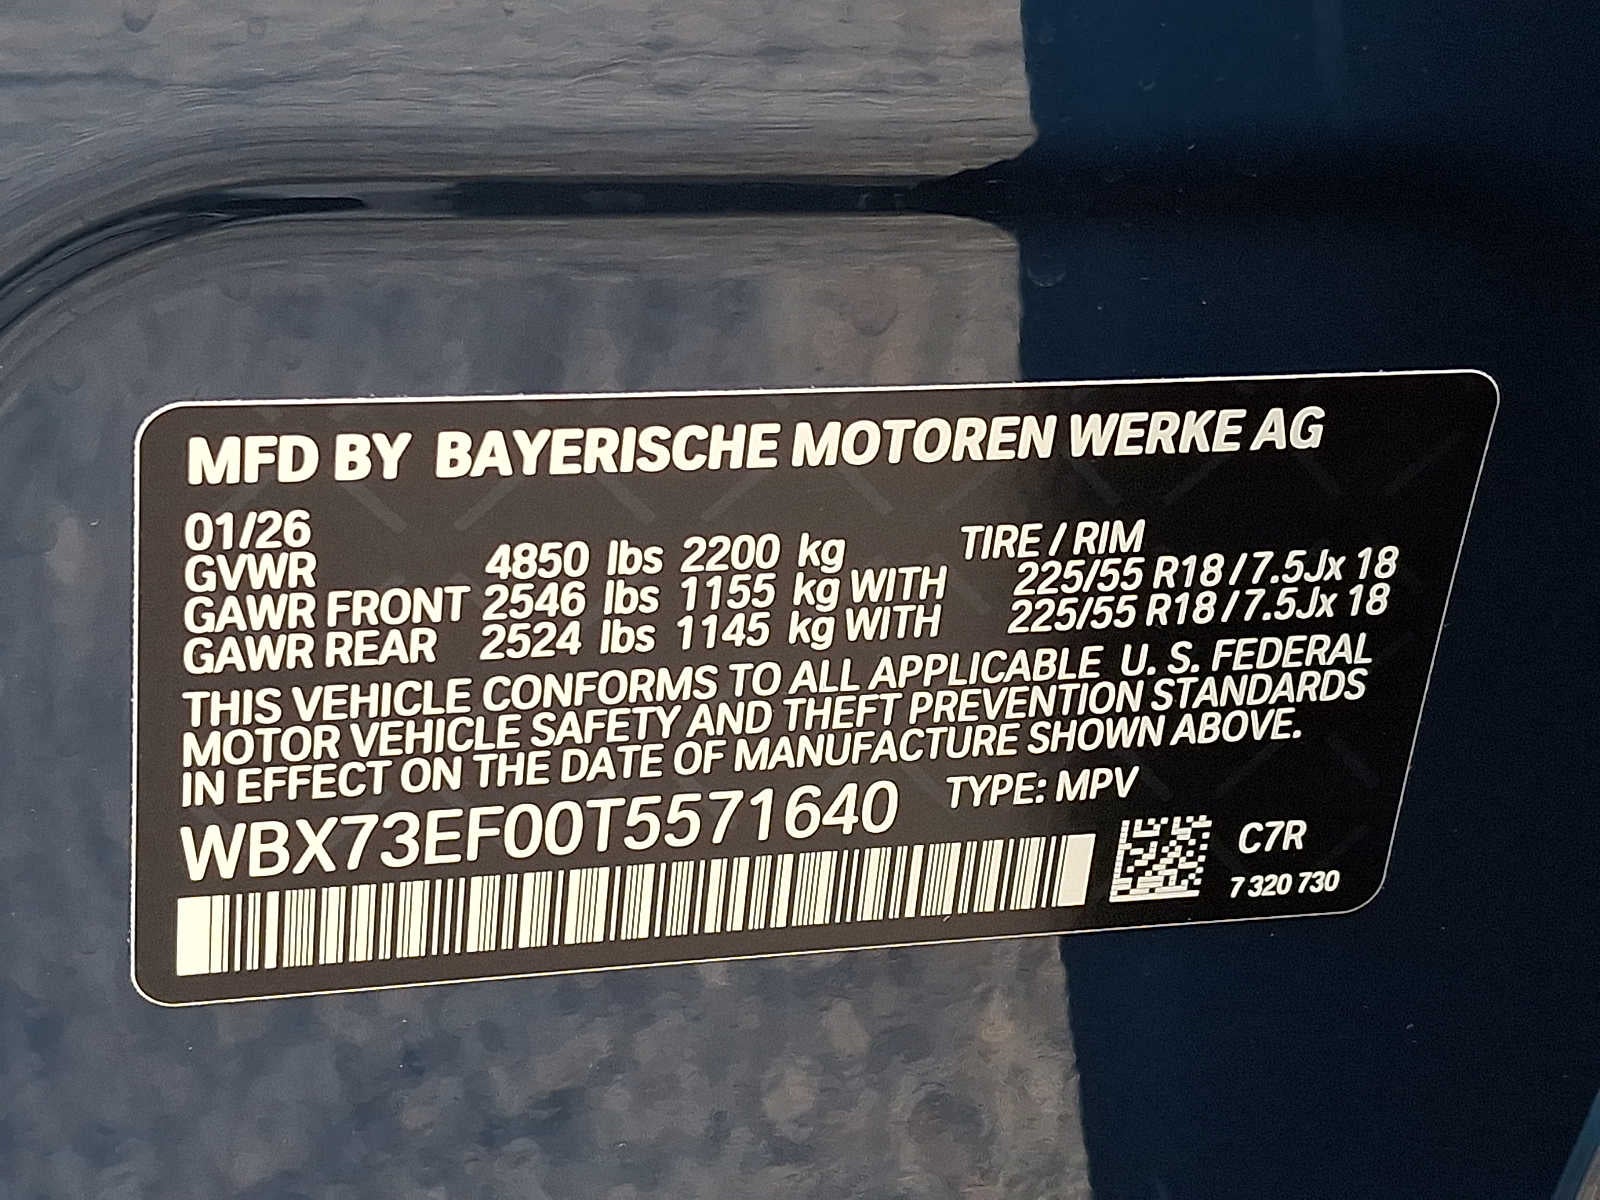 MFD BY BAYERISCHE MOTOREN WERKE AG
01/26
GVWR 4850 lbs 2200 kg TIRE / RIM
GAWR FRONT 2546 lbs 1155 kg WITH 225/55 R18 / 7.5Jx 18
GAWR REAR 2524 lbs 1145 kg WITH 225/55 R18 / 7.5Jx 18
THIS VEHICLE CONFORMS TO ALL APPLICABLE U. S. FEDERAL
MOTOR VEHICLE SAFETY AND THEFT PREVENTION STANDARDS
IN EFFECT ON THE DATE OF MANUFACTURE SHOWN ABOVE.
WBX73EF00T5571640 TYPE: MPV
C7R
7 320 730